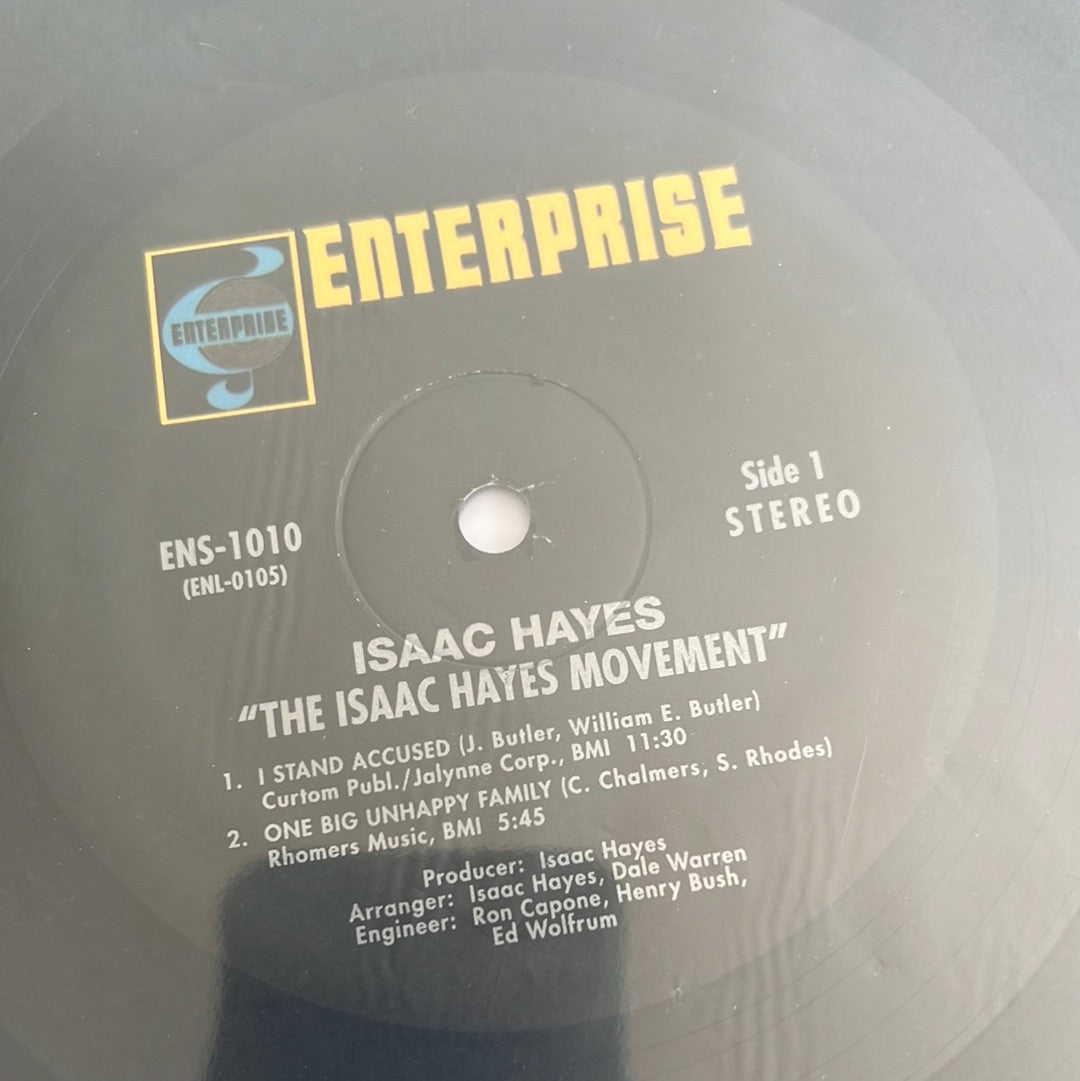 ENTERPRISE
ENTERPRISE
Side 1
STEREO
ENS-1010
(ENL-0105)
ISAAC HAYES
“THE ISAAC HAYES MOVEMENT”
1. I STAND ACCUSED (J. Butler, William E. Butler)
Curtom Publ./Jalynne Corp., BMI 11:30
2. ONE BIG UNHAPPY FAMILY (C. Chalmers, S. Rhodes)
Rhomers Music, BMI 5:45
Producer: Isaac Hayes
Arranger: Isaac Hayes, Dale Warren
Engineer: Ron Capone, Henry Bush,
Ed Wolfrum